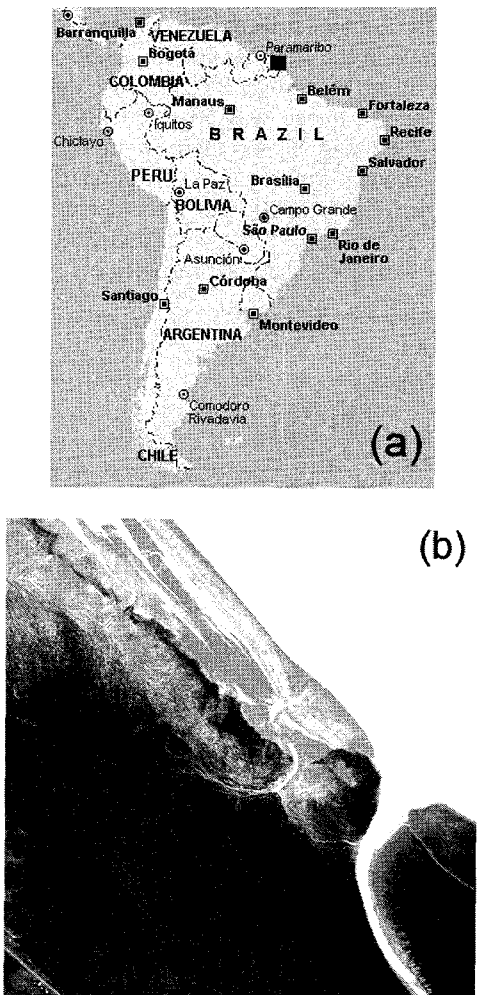 Barranquilla
VENEZUELA
Paramaribo
Bogotá
COLOMBIA
Belém
Manaus
Fortaleza
Iquitos
BRAZIL
Chiclayo
Recife
Salvador
PERU
La Paz
Brasília
BOLIVIA
Campo Grande
São Paulo
Rio de
Janeiro
Asunción
Córdoba
Santiago
Montevideo
ARGENTINA
Comodoro
Rivadavia
(a)
CHILE
(b)